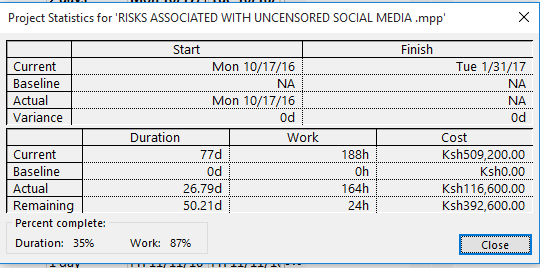 Project Statistics for 'RISKS ASSOCIATED WITH UNCENSORED SOCIAL MEDIA .mpp'
Start Finish
Current Mon 10/17/16 Tue 1/31/17
Baseline NA NA
Actual Mon 10/17/16 NA
Variance 0d 0d
Duration Work Cost
Current 77d 188h Ksh509,200.00
Baseline 0d 0h Ksh0.00
Actual 26.79d 164h Ksh116,600.00
Remaining 50.21d 24h Ksh392,600.00
Percent complete:
Duration: 35% Work: 87%
Close